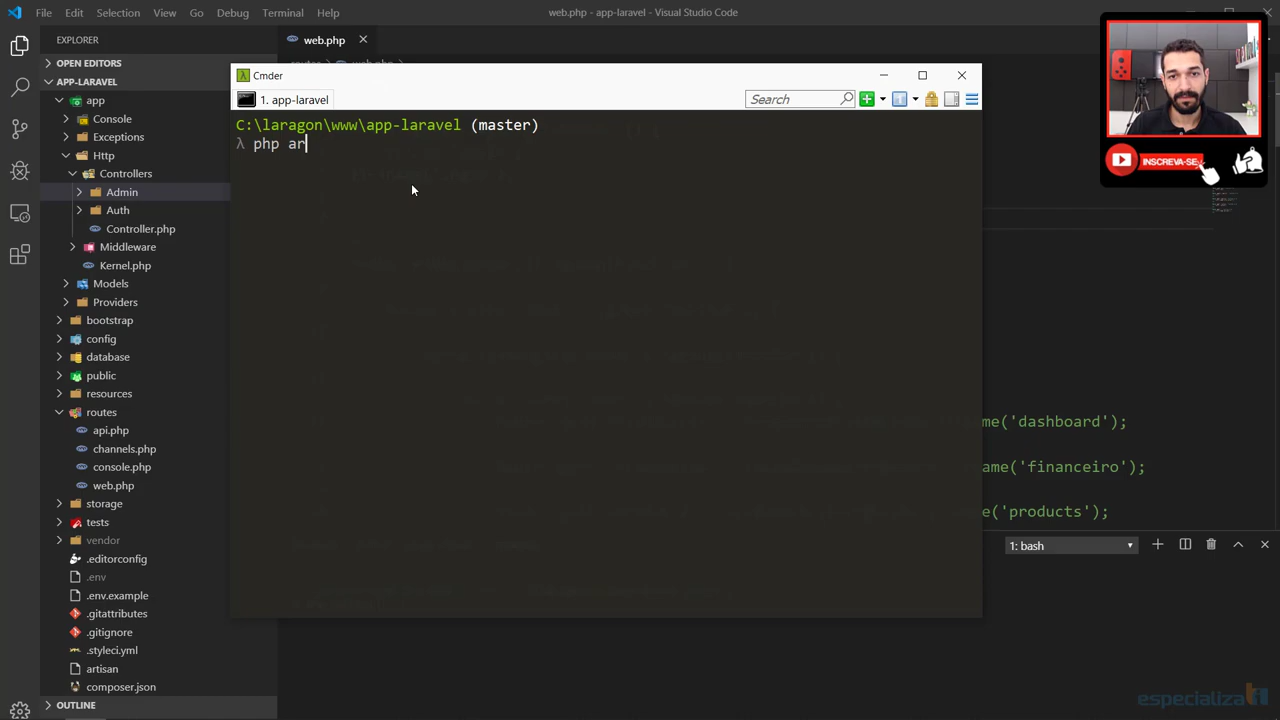 File Edit Selection View Go Debug Terminal Help
web.php - app-laravel - Visual Studio Code
EXPLORER
web.php
OPEN EDITORS
APP-LARAVEL
app
Console
Exceptions
Http
Controllers
Admin
Auth
Controller.php
Middleware
Kernel.php
Models
Providers
bootstrap
config
database
public
resources
routes
api.php
channels.php
console.php
web.php
storage
tests
vendor
.editorconfig
.env
.env.example
.gitattributes
.gitignore
.styleci.yml
artisan
composer.json
OUTLINE
Cmder
1. app-laravel
Search
C:\laragon\www\app-laravel (master)
λ php ar
me('dashboard');
ame('financeiro');
e('products');
1: bash
INSCREVA-SE
especializati